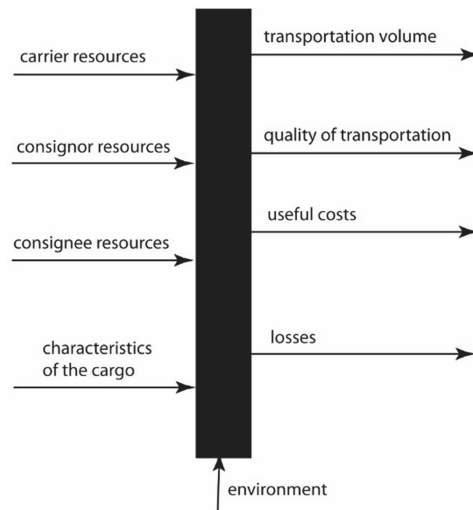 carrier resources
consignor resources
consignee resources
characteristics
of the cargo
transportation volume
quality of transportation
useful costs
losses
environment